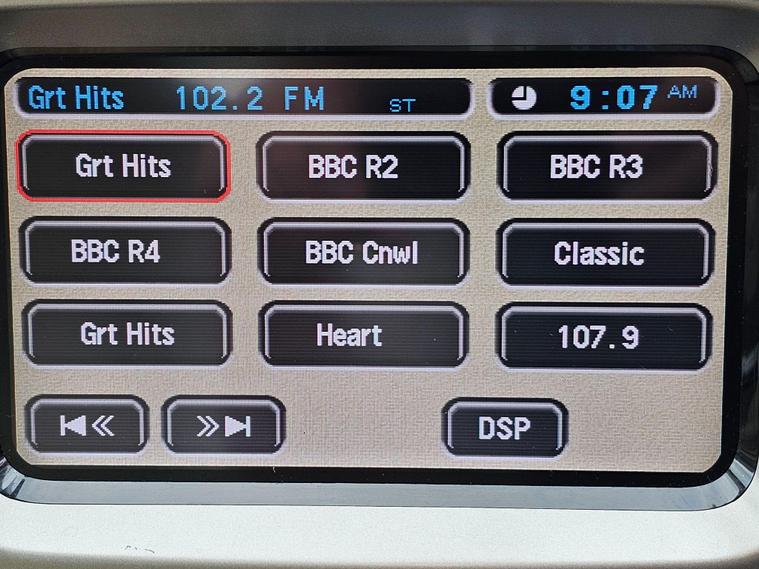 Grt Hits 102.2 FM ST 9:07 AM
Grt Hits BBC R2 BBC R3
BBC R4 BBC Cnwl Classic
Grt Hits Heart 107.9
DSP